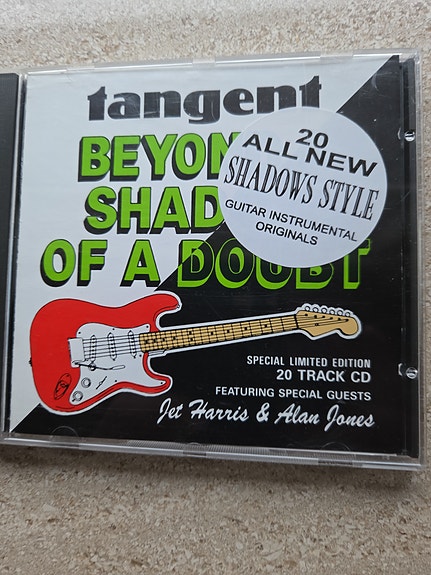 tangent
BEYON
SHAD
OF A DOUBT
20
ALL NEW
SHADOWS STYLE
GUITAR INSTRUMENTAL
ORIGINALS
SPECIAL LIMITED EDITION
20 TRACK CD
FEATURING SPECIAL GUESTS
Jet Harris & Alan Jones